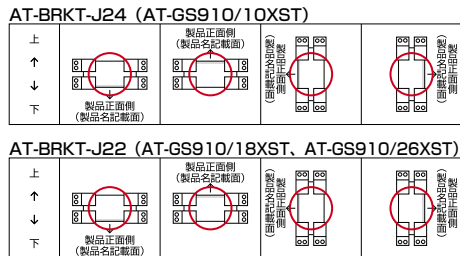 AT-BRKT-J24（AT-GS910/10XST）
上
↑
↓
下
製品正面側
（製品名記載面）
製品正面側
（製品名記載面）
製品正面側
（製品名記載面）
製品正面側
（製品名記載面）
AT-BRKT-J22（AT-GS910/18XST、AT-GS910/26XST）
上
↑
↓
下
製品正面側
（製品名記載面）
製品正面側
（製品名記載面）
製品正面側
（製品名記載面）
製品正面側
（製品名記載面）